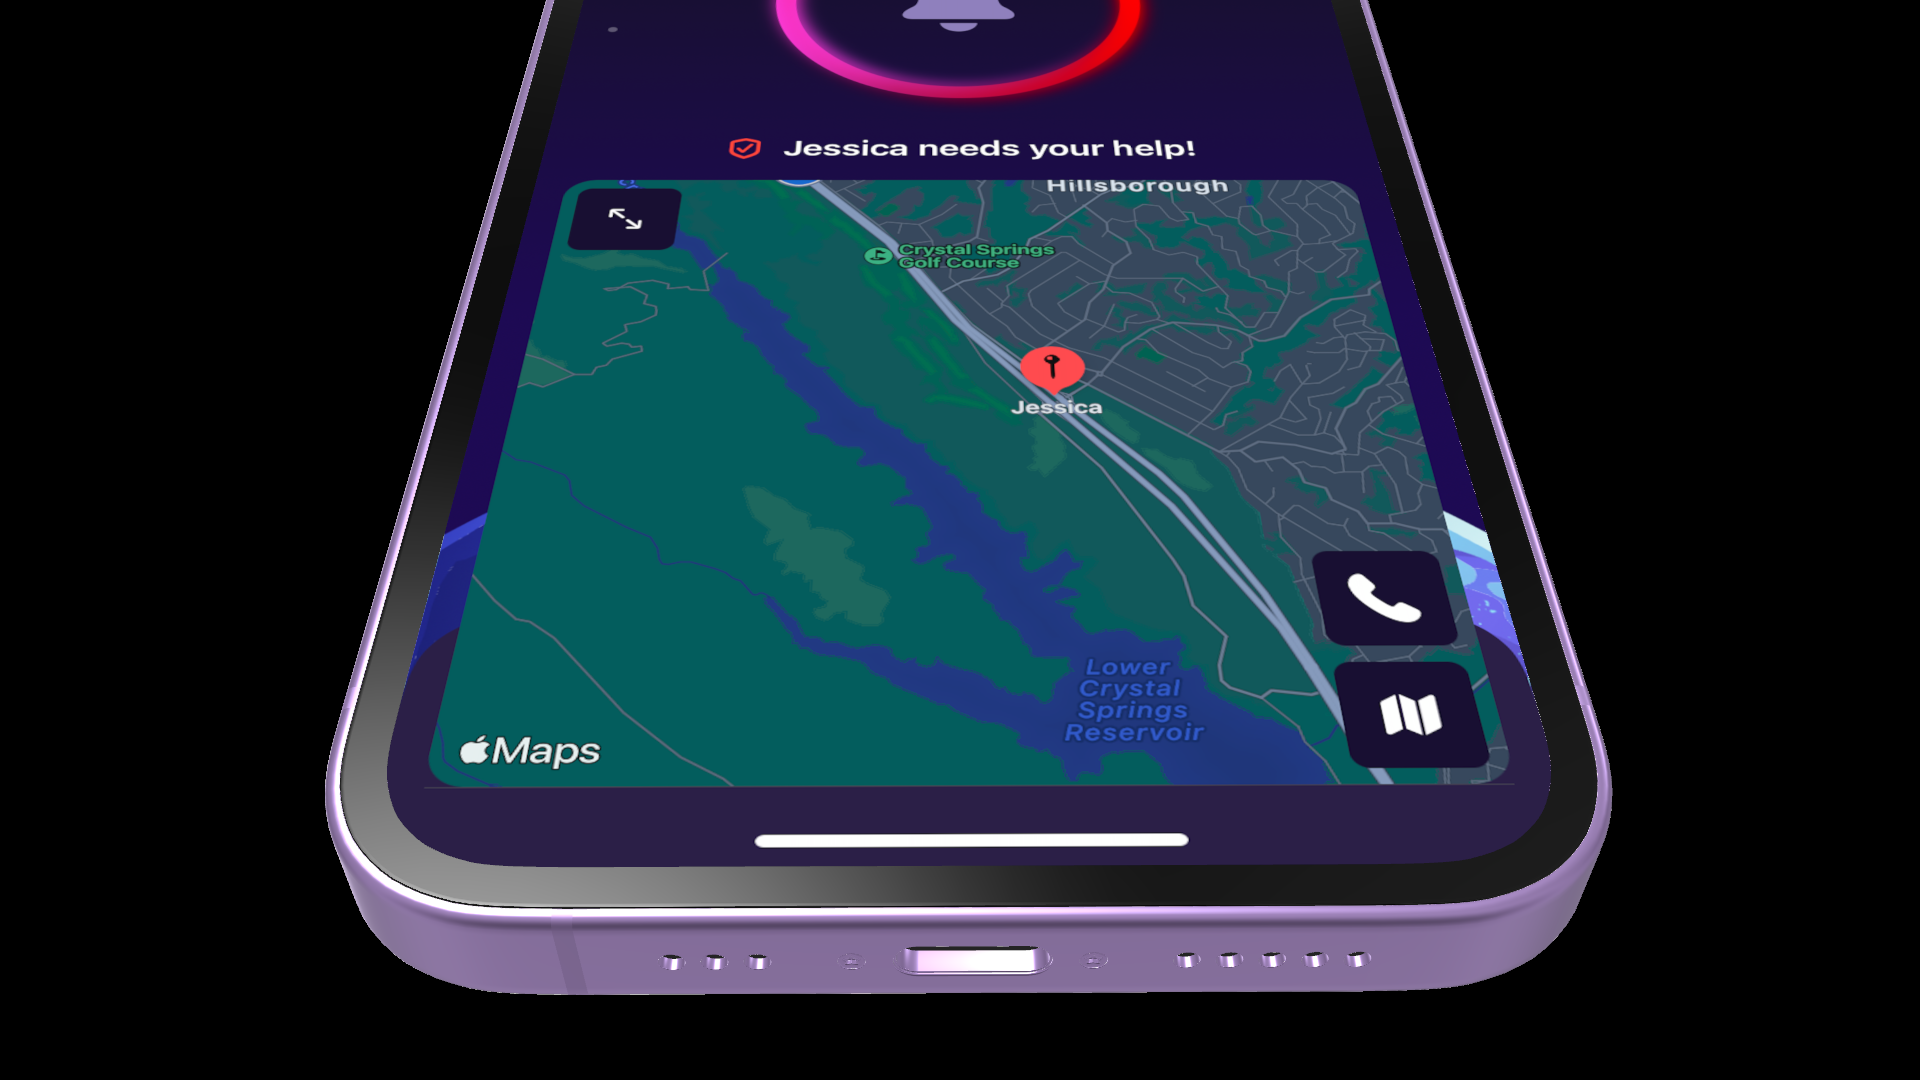 Jessica needs your help!
Hillsborough
Crystal Springs
Golf Course
Jessica
Lower
Crystal
Springs
Reservoir
Maps